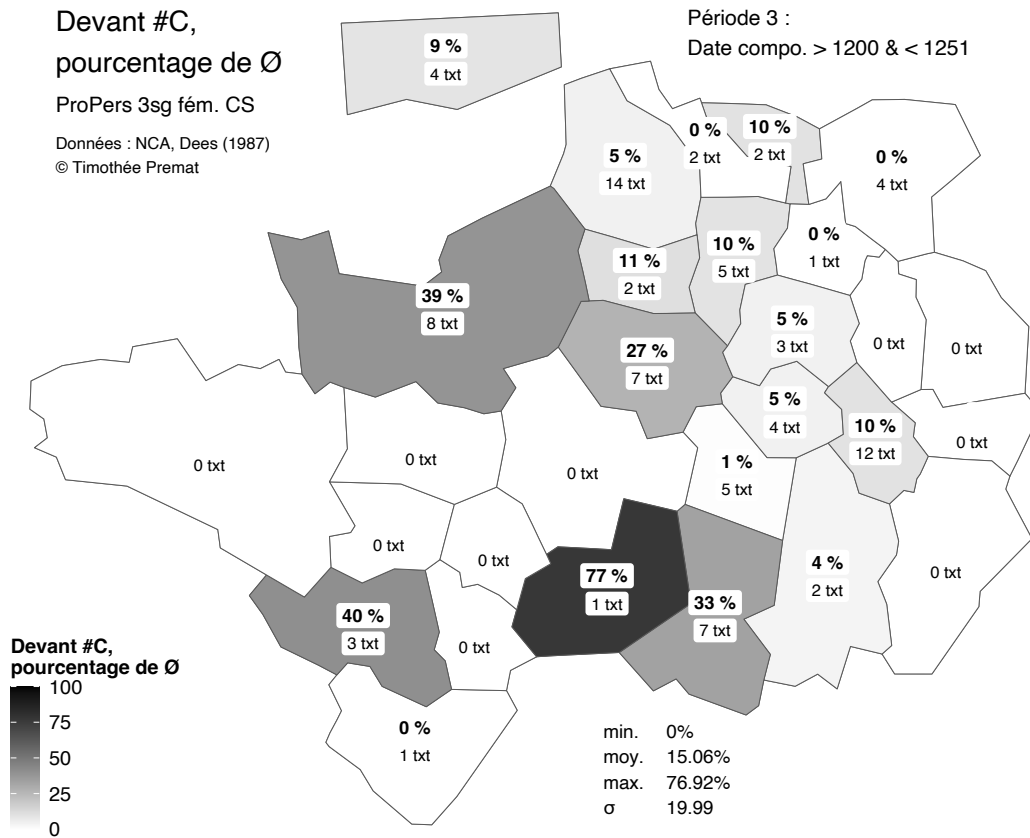 Devant #C,
pourcentage de Ø
ProPers 3sg fém. CS
Données : NCA, Dees (1987)
© Timothée Premat
Période 3 :
Date compo. > 1200 & < 1251
9 %
4 txt
0 %
2 txt
10 %
2 txt
5 %
14 txt
0 %
4 txt
11 %
2 txt
10 %
5 txt
0 %
1 txt
39 %
8 txt
27 %
7 txt
5 %
3 txt
0 txt
0 txt
5 %
4 txt
10 %
12 txt
0 txt
0 txt
0 txt
0 txt
1 %
5 txt
0 txt
0 txt
77 %
1 txt
33 %
7 txt
4 %
2 txt
0 txt
40 %
3 txt
0 txt
0 %
1 txt
Devant #C,
pourcentage de Ø
100
75
50
25
0
min. 0%
moy. 15.06%
max. 76.92%
σ 19.99